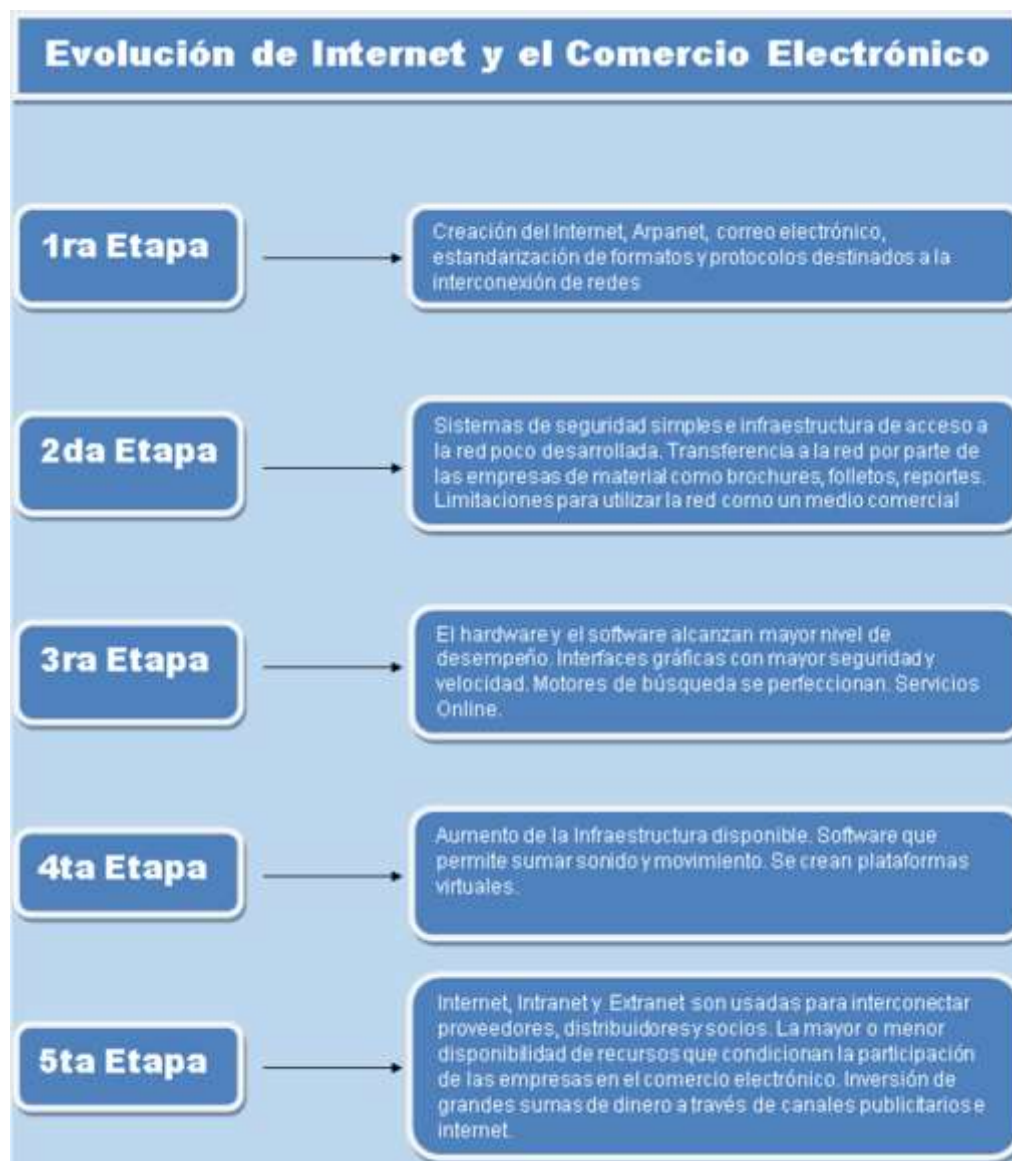 Evolución de Internet y el Comercio Electrónico
1ra Etapa
Creación del Internet, Arpanet, correo electrónico,
estandarización de formatos y protocolos destinados a la
interconexión de redes
2da Etapa
Sistemas de seguridad simples e infraestructura de acceso a
la red poco desarrollada. Transferencia a la red por parte de
las empresas de material como brochures, folletos, reportes.
Limitaciones para utilizar la red como un medio comercial
3ra Etapa
El hardware y el software alcanzan mayor nivel de
desempeño. Interfaces gráficas con mayor seguridad y
velocidad. Motores de búsqueda se perfeccionan. Servicios
Online.
4ta Etapa
Aumento de la Infraestructura disponible. Software que
permite sumar sonido y movimiento. Se crean plataformas
virtuales.
5ta Etapa
Internet, Intranet y Extranet son usadas para interconectar
proveedores, distribuidores y socios. La mayor o menor
disponibilidad de recursos que condicionan la participación
de las empresas en el comercio electrónico. Inversión de
grandes sumas de dinero a través de canales publicitarios e
internet.